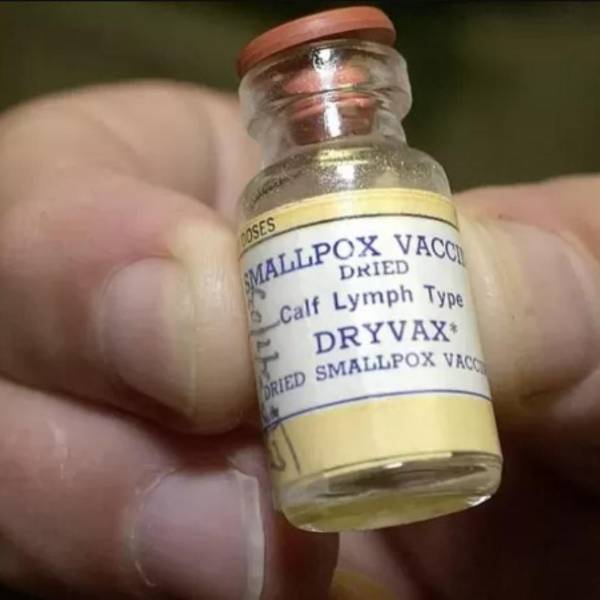 DOSES
SMALLPOX VACCI
DRIED
Calf Lymph Type
DRYVAX*
DRIED SMALLPOX VACCI